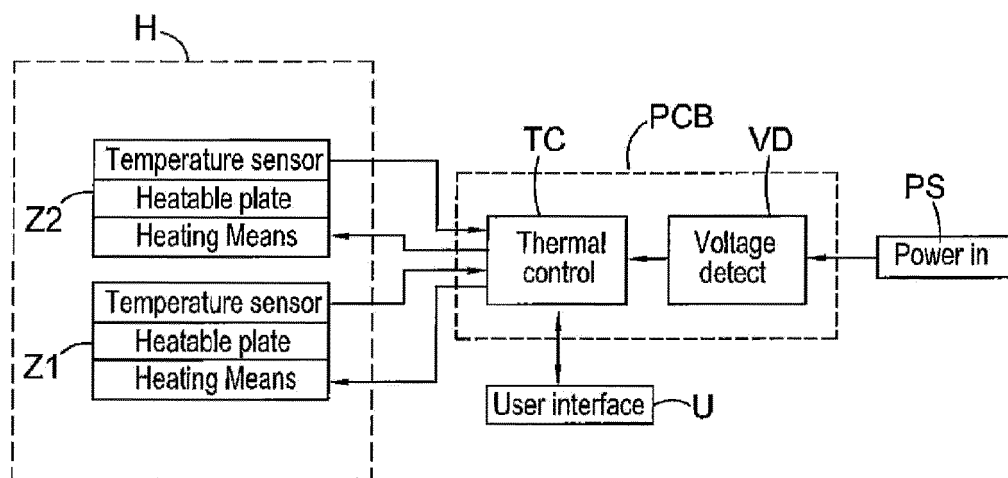 H
PCB
TC
VD
PS
Z2
Temperature sensor
Heatable plate
Heating Means
Thermal
control
Voltage
detect
Power in
Z1
Temperature sensor
Heatable plate
Heating Means
User interface
U